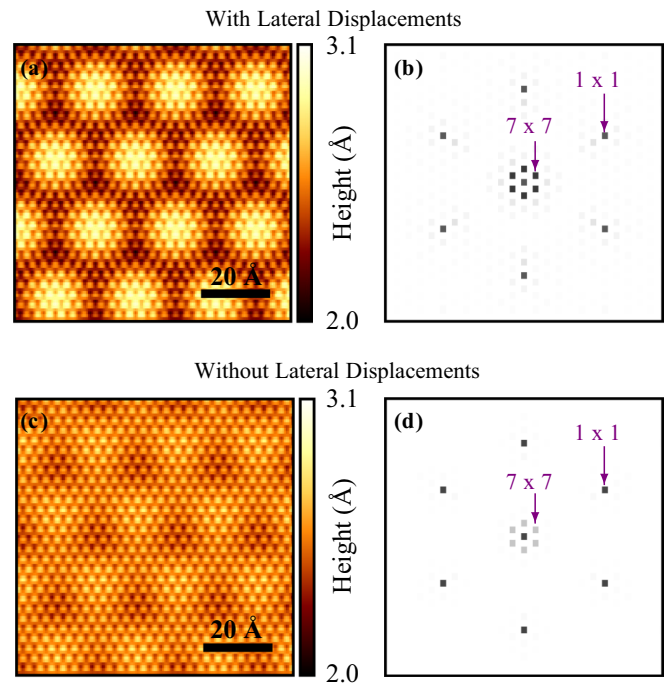 With Lateral Displacements
(a)
3.1
Height (Å)
2.0
20 Å
(b)
1 x 1
7 x 7
Without Lateral Displacements
(c)
3.1
Height (Å)
2.0
20 Å
(d)
1 x 1
7 x 7